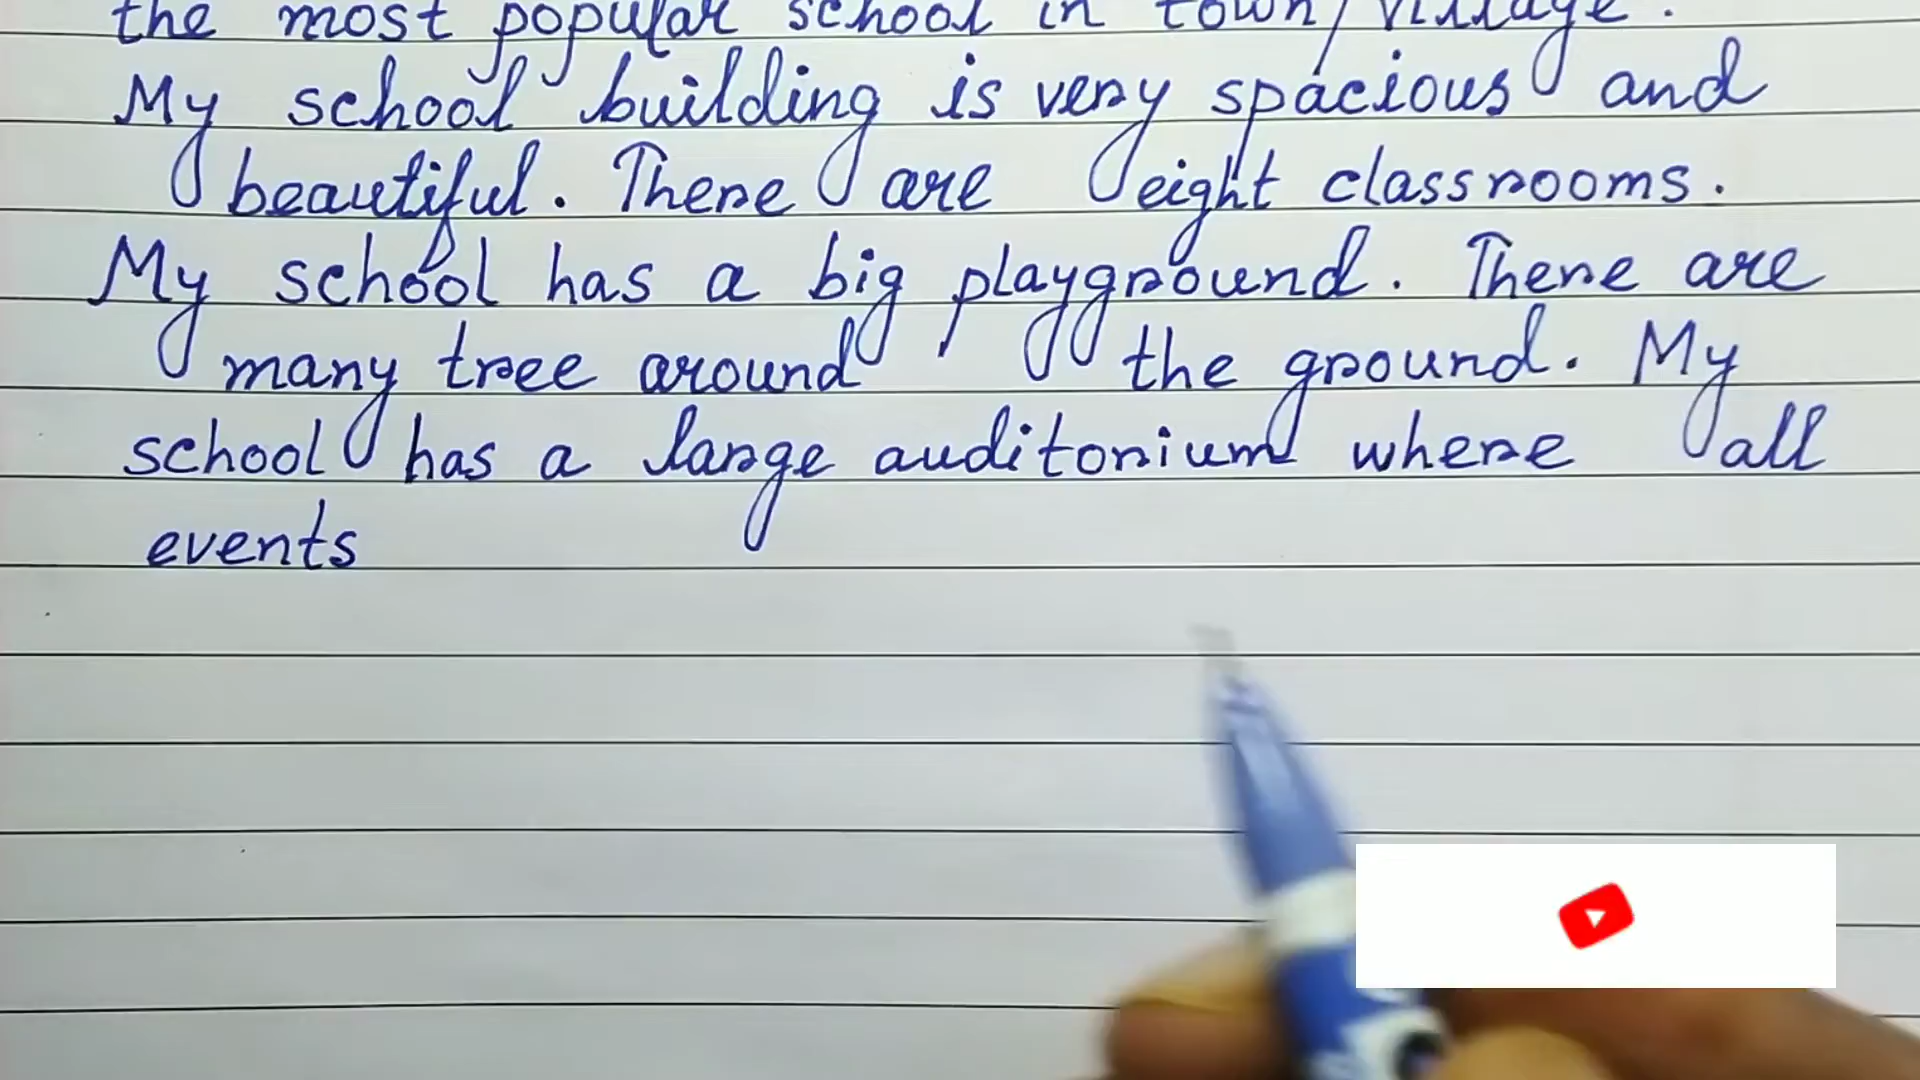 the most popular school in town/village.
My school building is very spacious and
beautiful. There are eight classrooms.
My school has a big playground. There are
many tree around the ground. My
school has a large auditorium where all
events